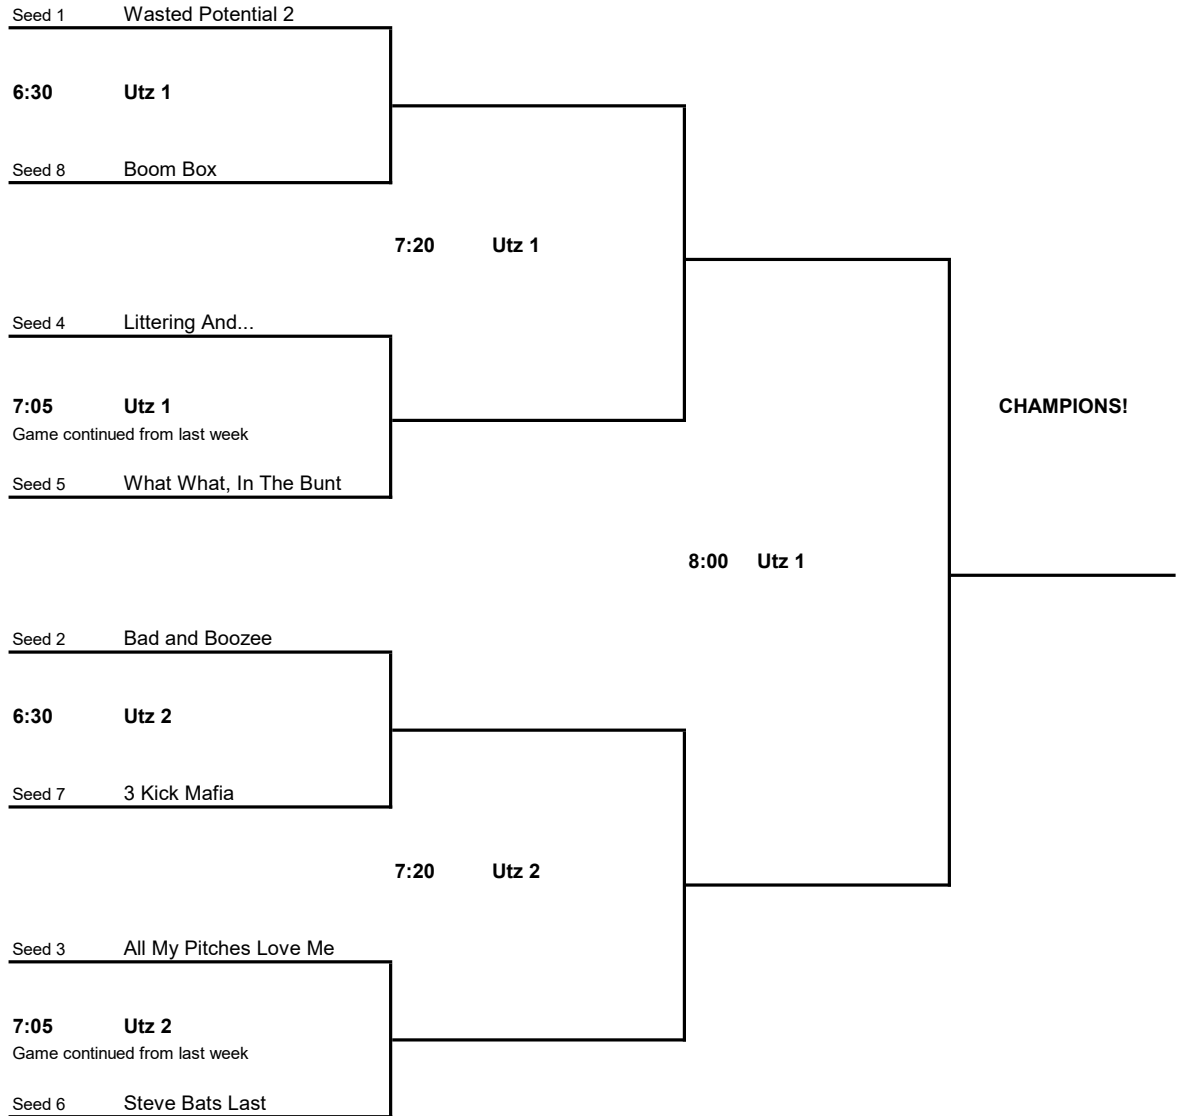 Seed 1 Wasted Potential 2
6:30 Utz 1
Seed 8 Boom Box
7:20 Utz 1
Seed 4 Littering And...
7:05 Utz 1
CHAMPIONS!
Game continued from last week
Seed 5 What What, In The Bunt
8:00 Utz 1
Seed 2 Bad and Boozee
6:30 Utz 2
Seed 7 3 Kick Mafia
7:20 Utz 2
Seed 3 All My Pitches Love Me
7:05 Utz 2
Game continued from last week
Seed 6 Steve Bats Last